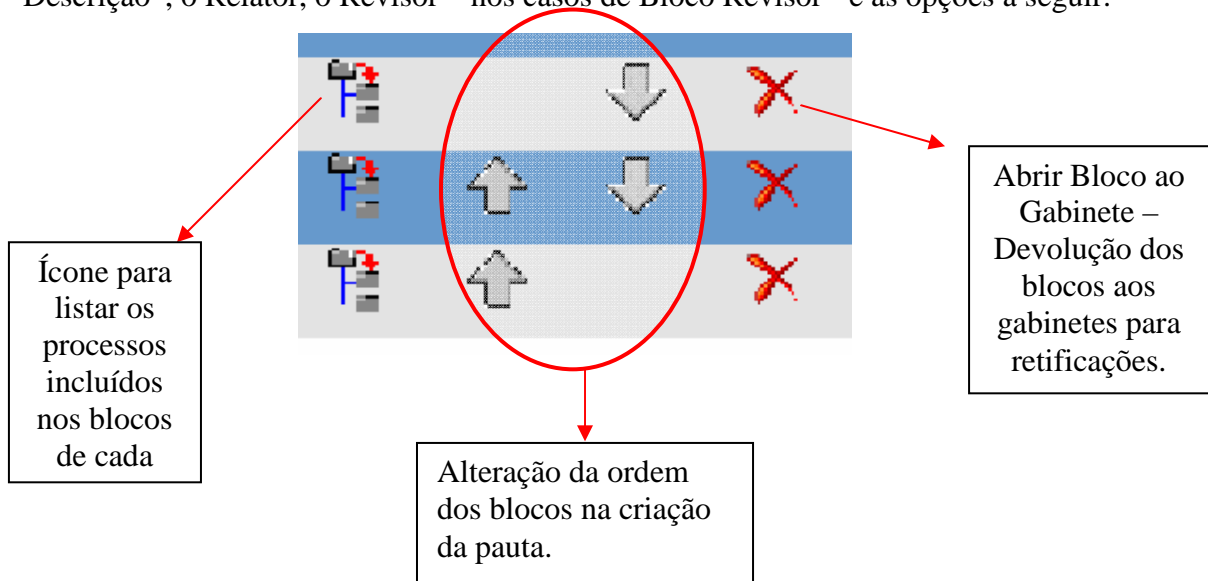 Descrição", o Relator, o Revisor – nos casos de Bloco Revisor - e as opções a seguir:
Ícone para
listar os
processos
incluídos
nos blocos
de cada
Abrir Bloco ao
Gabinete –
Devolução dos
blocos aos
gabinetes para
retificações.
Alteração da ordem
dos blocos na criação
da pauta.